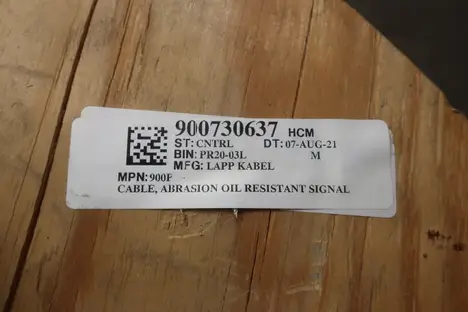 900730637 HCM
ST: CNTRL DT: 07-AUG-21
BIN: PR20-03L M
MFG: LAPP KABEL
MPN: 900F
CABLE, ABRASION OIL RESISTANT SIGNAL